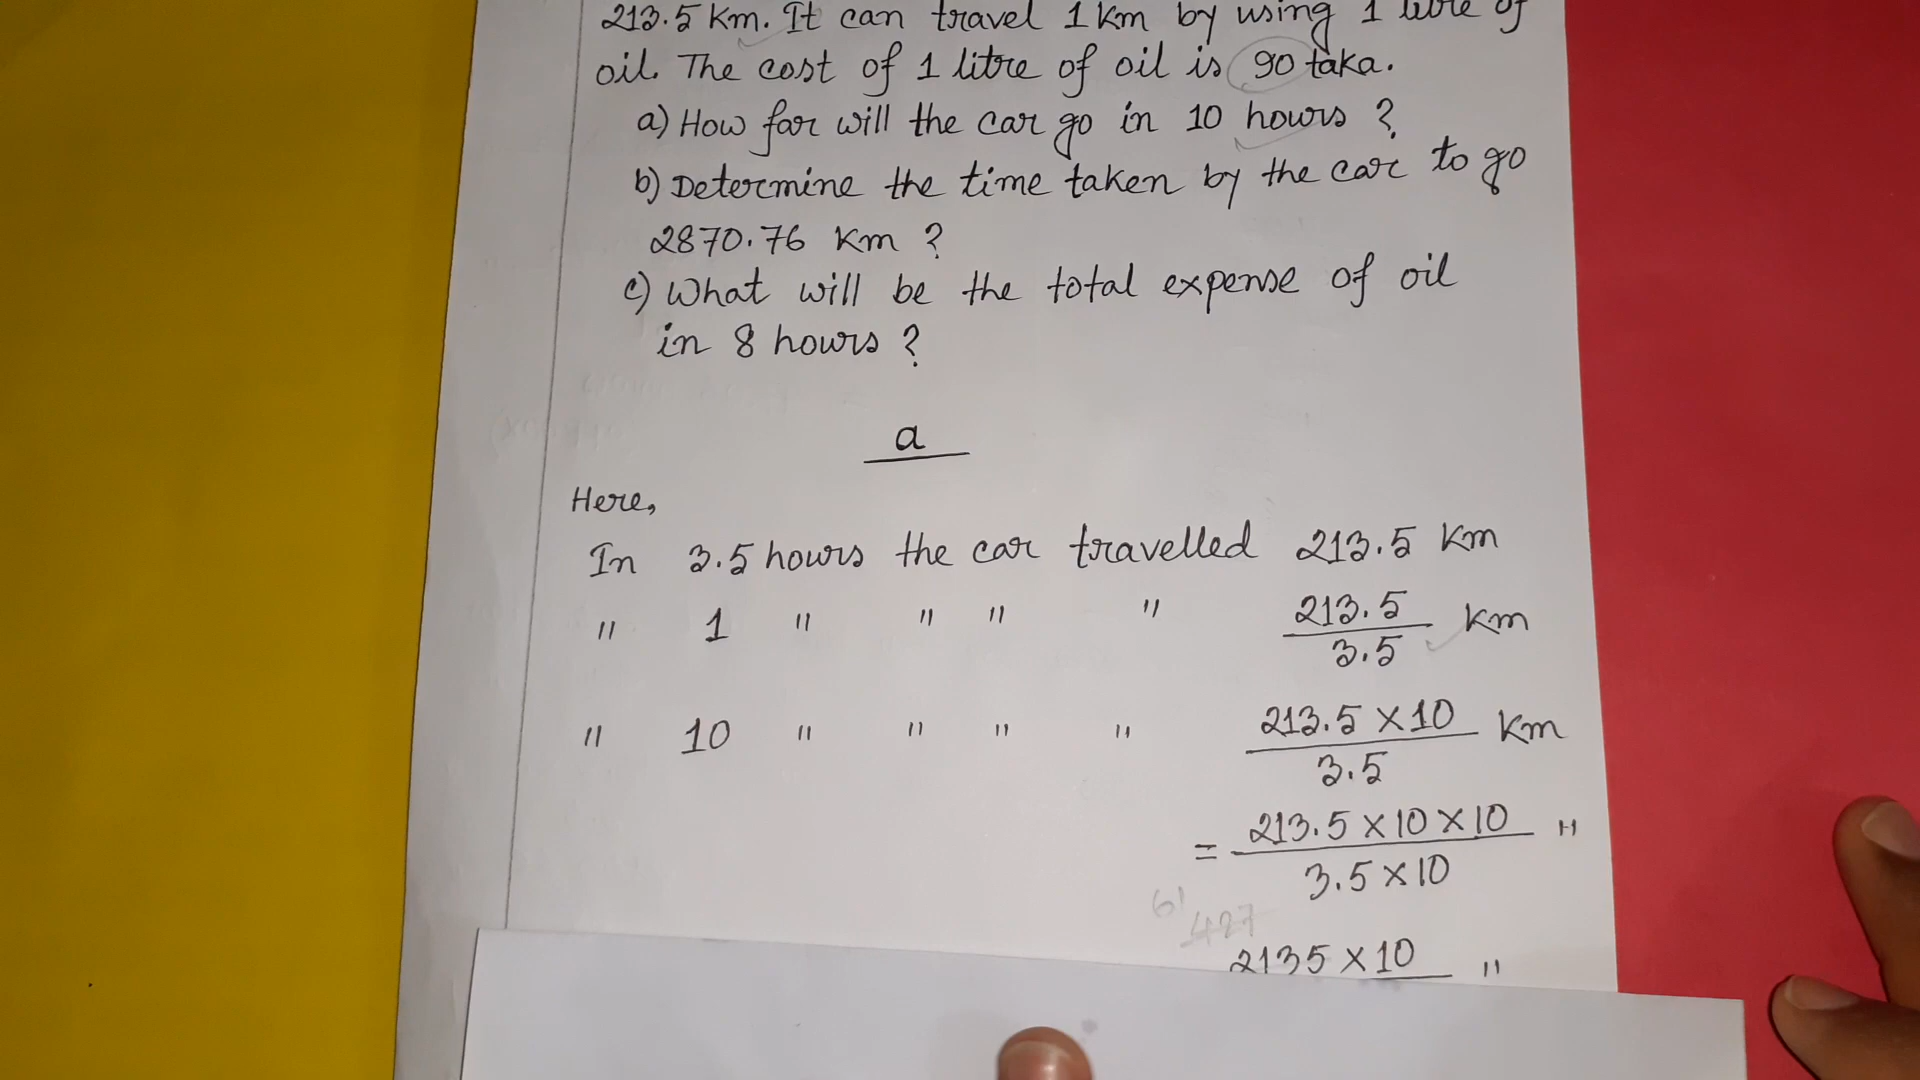 213.5 Km. It can travel 1 Km by using 1 litre of
oil. The cost of 1 litre of oil is 90 taka.
a) How far will the car go in 10 hours ?
b) Determine the time taken by the car to go
2870.76 Km ?
c) What will be the total expense of oil
in 8 hours ?
a
Here,
In 3.5 hours the car travelled 213.5 Km
" 1 " " " " 213.5/3.5 Km
" 10 " " " " 213.5 × 10/3.5 Km
= 213.5 × 10 × 10/3.5 × 10 "
61
427
2135 × 10 "